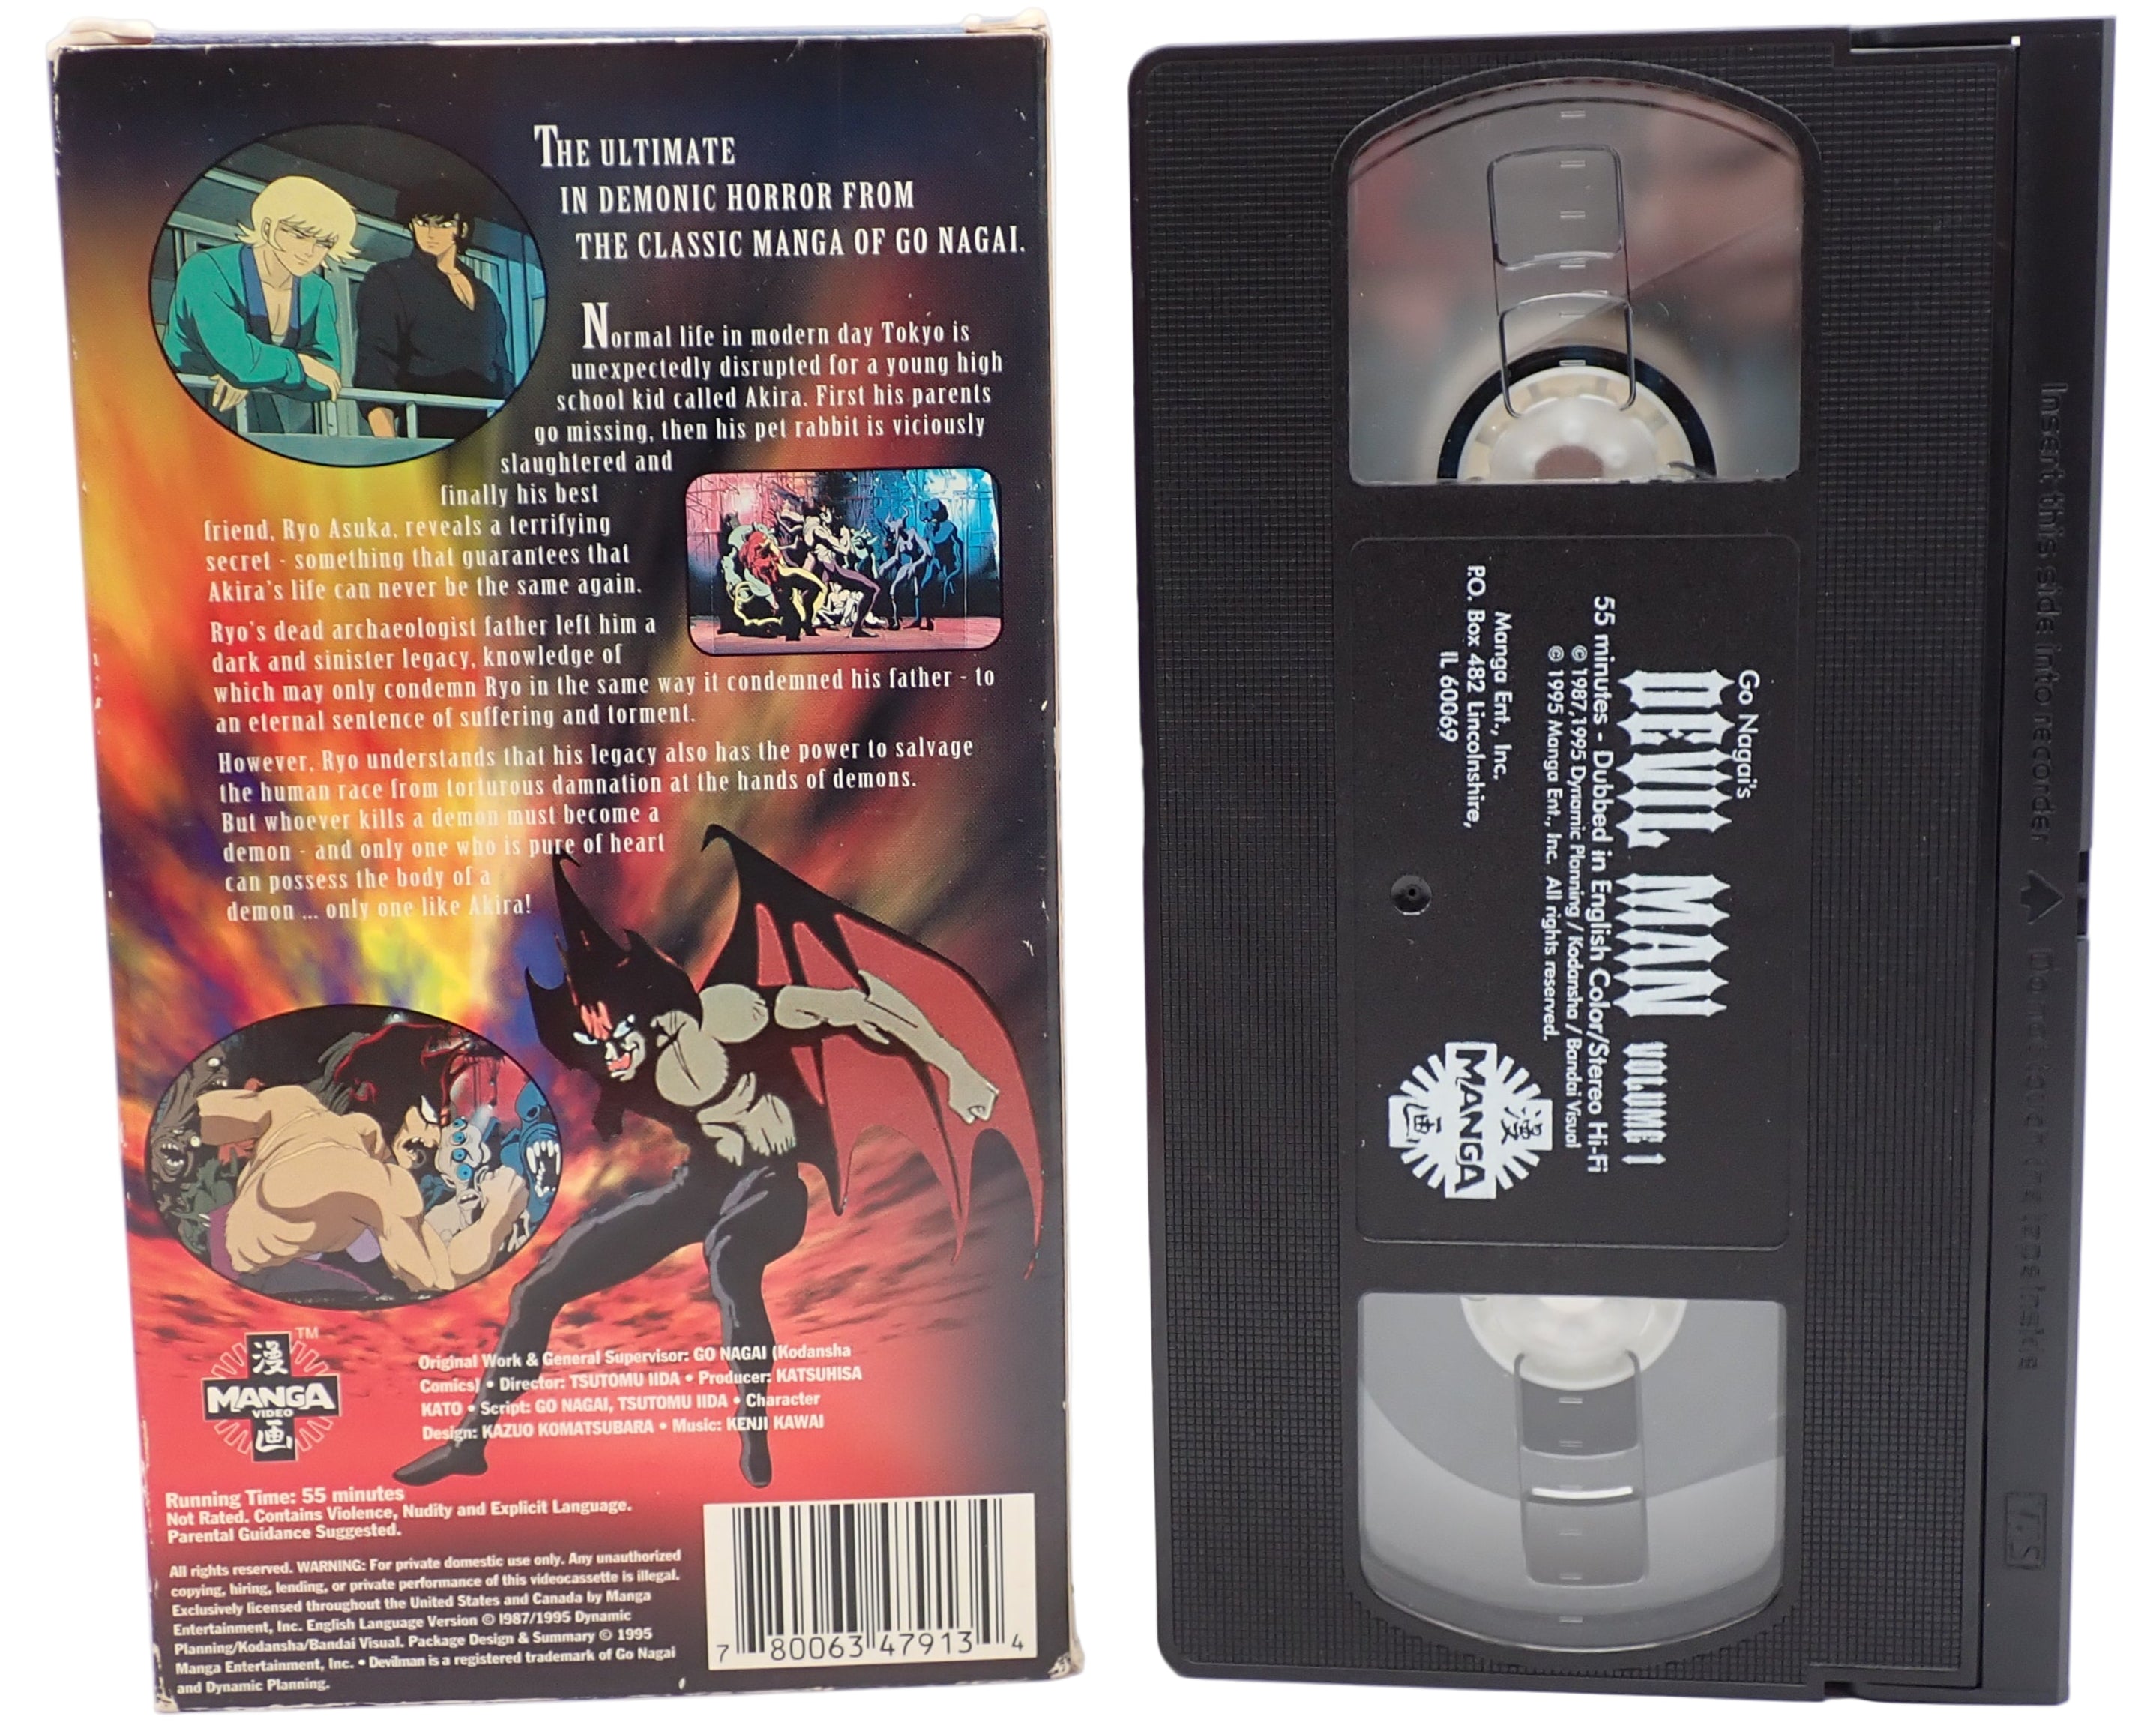 THE ULTIMATE
IN DEMONIC HORROR FROM
THE CLASSIC MANGA OF GO NAGAI.
Normal life in modern day Tokyo is
unexpectedly disrupted for a young high
school kid called Akira. First his parents
go missing, then his pet rabbit is viciously
slaughtered and
finally his best
friend, Ryo Asuka, reveals a terrifying
secret - something that guarantees that
Akira's life can never be the same again.
Ryo's dead archaeologist father left him a
dark and sinister legacy, knowledge of
which may only condemn Ryo in the same way it condemned his father - to
an eternal sentence of suffering and torment.
However, Ryo understands that his legacy also has the power to salvage
the human race from torturous damnation at the hands of demons.
But whoever kills a demon must become a
demon - and only one who is pure of heart
can possess the body of a
demon ... only one like Akira!
TM
漫
MANGA
VIDEO
画
Original Work & General Supervisor: GO NAGAI (Kodansha
Comics) • Director: TSUTOMU IIDA • Producer: KATSUHISA
KATO • Script: GO NAGAI, TSUTOMU IIDA • Character
Design: KAZUO KOMATSUBARA • Music: KENJI KAWAI
Running Time: 55 minutes
Not Rated. Contains Violence, Nudity and Explicit Language.
Parental Guidance Suggested.
All rights reserved. WARNING: For private domestic use only. Any unauthorized
copying, hiring, lending, or private performance of this videocassette is illegal.
Exclusively licensed throughout the United States and Canada by Manga
Entertainment, Inc. English Language Version © 1987/1995 Dynamic
Planning/Kodansha/Bandai Visual. Package Design & Summary © 1995
Manga Entertainment, Inc. • Devilman is a registered trademark of Go Nagai
and Dynamic Planning.
7 80063 47913 4
Go Nagai's
DEVIL MAN VOLUME 1
55 minutes - Dubbed in English Color/Stereo Hi-Fi
© 1987,1995 Dynamic Planning / Kodansha / Bandai Visual
© 1995 Manga Ent., Inc. All rights reserved.
Manga Ent., Inc,
P.O. Box 482 Lincolnshire,
IL 60069
漫
MANGA
画
Insert this side into recorder Do not touch the tape inside